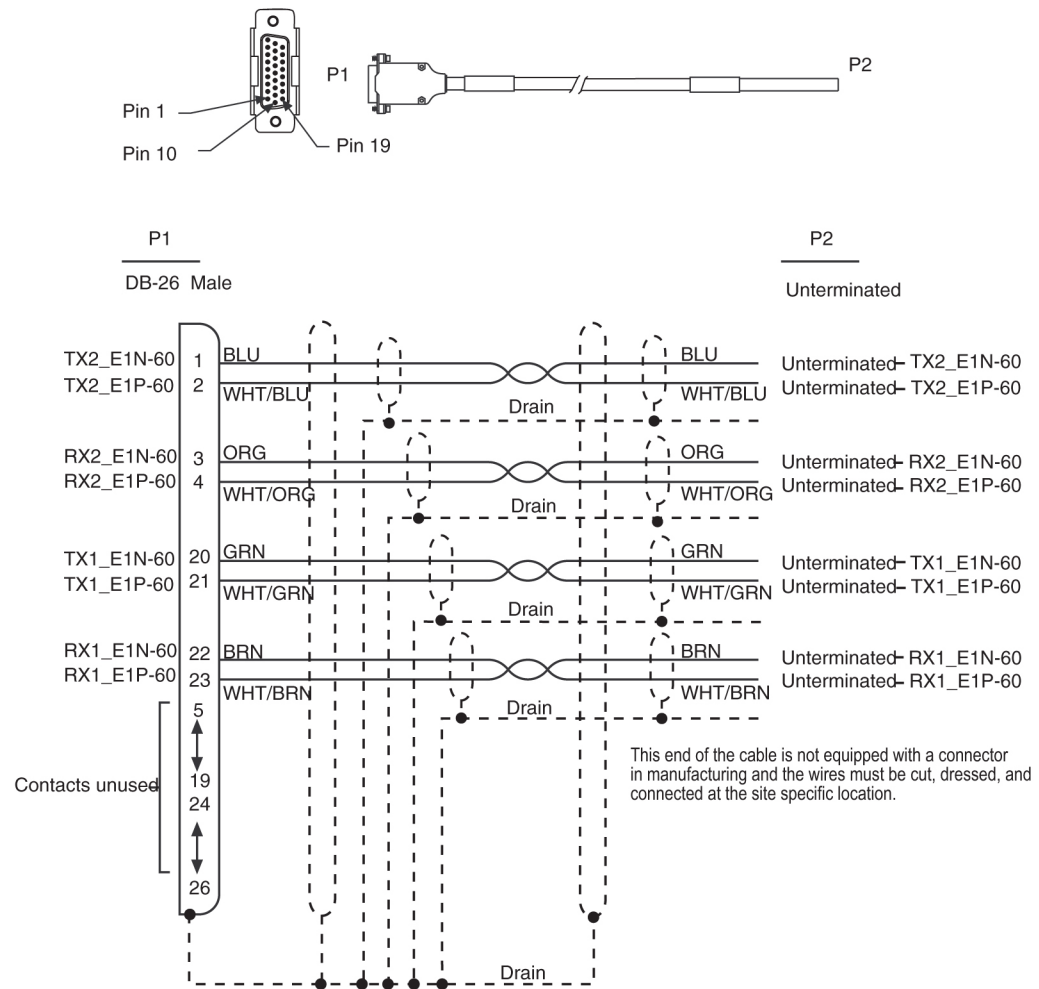 P1
P2
Pin 1
Pin 10
Pin 19
P1
P2
DB-26 Male
Unterminated
TX2_E1N-60 1 BLU BLU Unterminated- TX2_E1N-60
TX2_E1P-60 2 WHT/BLU WHT/BLU Unterminated- TX2_E1P-60
Drain
RX2_E1N-60 3 ORG ORG Unterminated- RX2_E1N-60
RX2_E1P-60 4 WHT/ORG WHT/ORG Unterminated- RX2_E1P-60
Drain
TX1_E1N-60 20 GRN GRN Unterminated- TX1_E1N-60
TX1_E1P-60 21 WHT/GRN WHT/GRN Unterminated- TX1_E1P-60
Drain
RX1_E1N-60 22 BRN BRN Unterminated- RX1_E1N-60
RX1_E1P-60 23 WHT/BRN WHT/BRN Unterminated- RX1_E1P-60
Drain
5
Contacts unused
19
24
26
This end of the cable is not equipped with a connector
in manufacturing and the wires must be cut, dressed, and
connected at the site specific location.
Drain